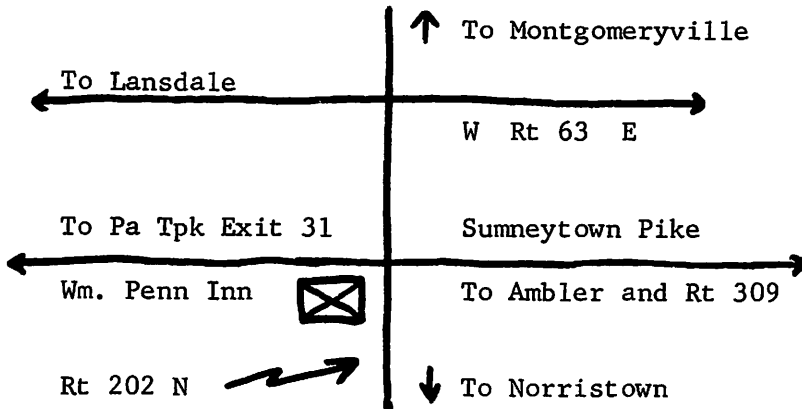 To Montgomeryville
To Lansdale
W Rt 63 E
To Pa Tpk Exit 31
Sumneytown Pike
Wm. Penn Inn
To Ambler and Rt 309
Rt 202 N
To Norristown